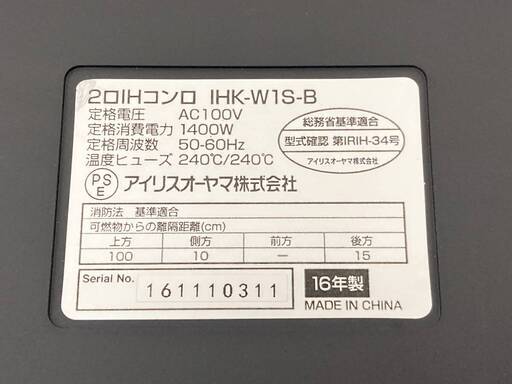 2口IHコンロ IHK-W1S-B
定格電圧 AC100V
定格消費電力 1400W
定格周波数 50-60Hz
温度ヒューズ 240℃/240℃
総務省基準適合
型式確認 第IRIH-34号
アイリスオーヤマ株式会社
PS
E
アイリスオーヤマ株式会社
消防法 基準適合
可燃物からの離隔距離(cm)
上方 側方 前方 後方
100 10 — 15
Serial No. 161110311
16年製
MADE IN CHINA